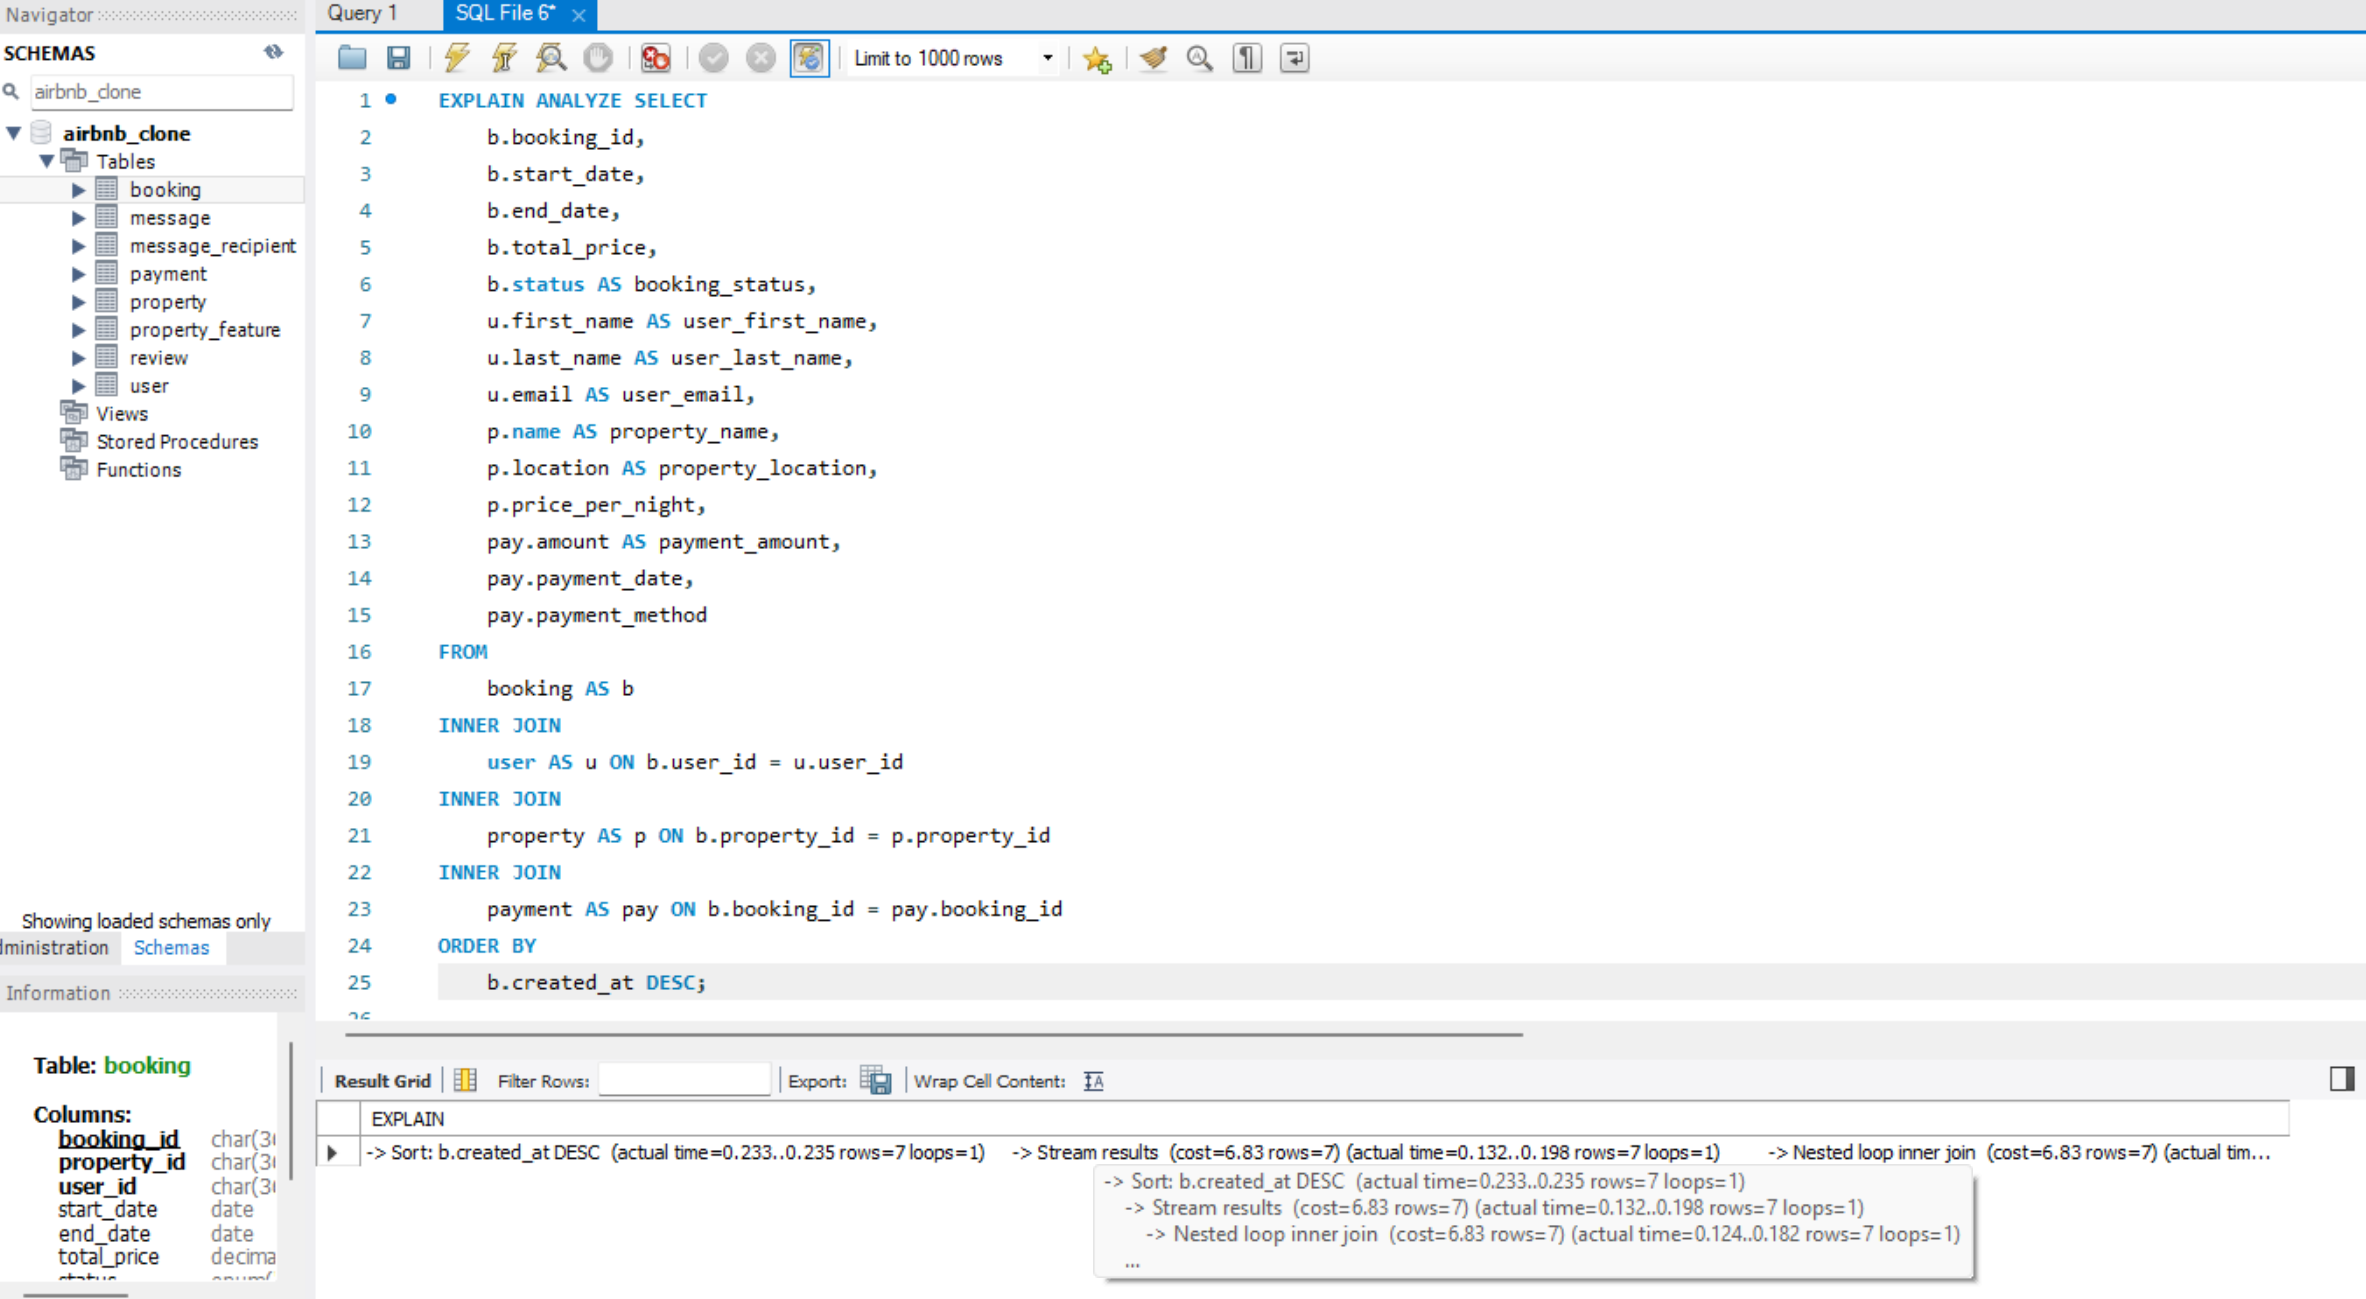 Navigator
SCHEMAS
airbnb_clone
airbnb_clone
Tables
booking
message
message_recipient
payment
property
property_feature
review
user
Views
Stored Procedures
Functions
Showing loaded schemas only
dministration Schemas
Information
Table: booking
Columns:
booking_id char(3
property_id char(3
user_id char(3
start_date date
end_date date
total_price decima
status enum(
Query 1 SQL File 6*
Limit to 1000 rows
1 EXPLAIN ANALYZE SELECT
2 b.booking_id,
3 b.start_date,
4 b.end_date,
5 b.total_price,
6 b.status AS booking_status,
7 u.first_name AS user_first_name,
8 u.last_name AS user_last_name,
9 u.email AS user_email,
10 p.name AS property_name,
11 p.location AS property_location,
12 p.price_per_night,
13 pay.amount AS payment_amount,
14 pay.payment_date,
15 pay.payment_method
16 FROM
17 booking AS b
18 INNER JOIN
19 user AS u ON b.user_id = u.user_id
20 INNER JOIN
21 property AS p ON b.property_id = p.property_id
22 INNER JOIN
23 payment AS pay ON b.booking_id = pay.booking_id
24 ORDER BY
25 b.created_at DESC;
26
Result Grid Filter Rows: Export: Wrap Cell Content: IA
EXPLAIN
-> Sort: b.created_at DESC (actual time=0.233..0.235 rows=7 loops=1) -> Stream results (cost=6.83 rows=7) (actual time=0.132..0.198 rows=7 loops=1) -> Nested loop inner join (cost=6.83 rows=7) (actual tim...
-> Sort: b.created_at DESC (actual time=0.233..0.235 rows=7 loops=1)
-> Stream results (cost=6.83 rows=7) (actual time=0.132..0.198 rows=7 loops=1)
-> Nested loop inner join (cost=6.83 rows=7) (actual time=0.124..0.182 rows=7 loops=1)
...